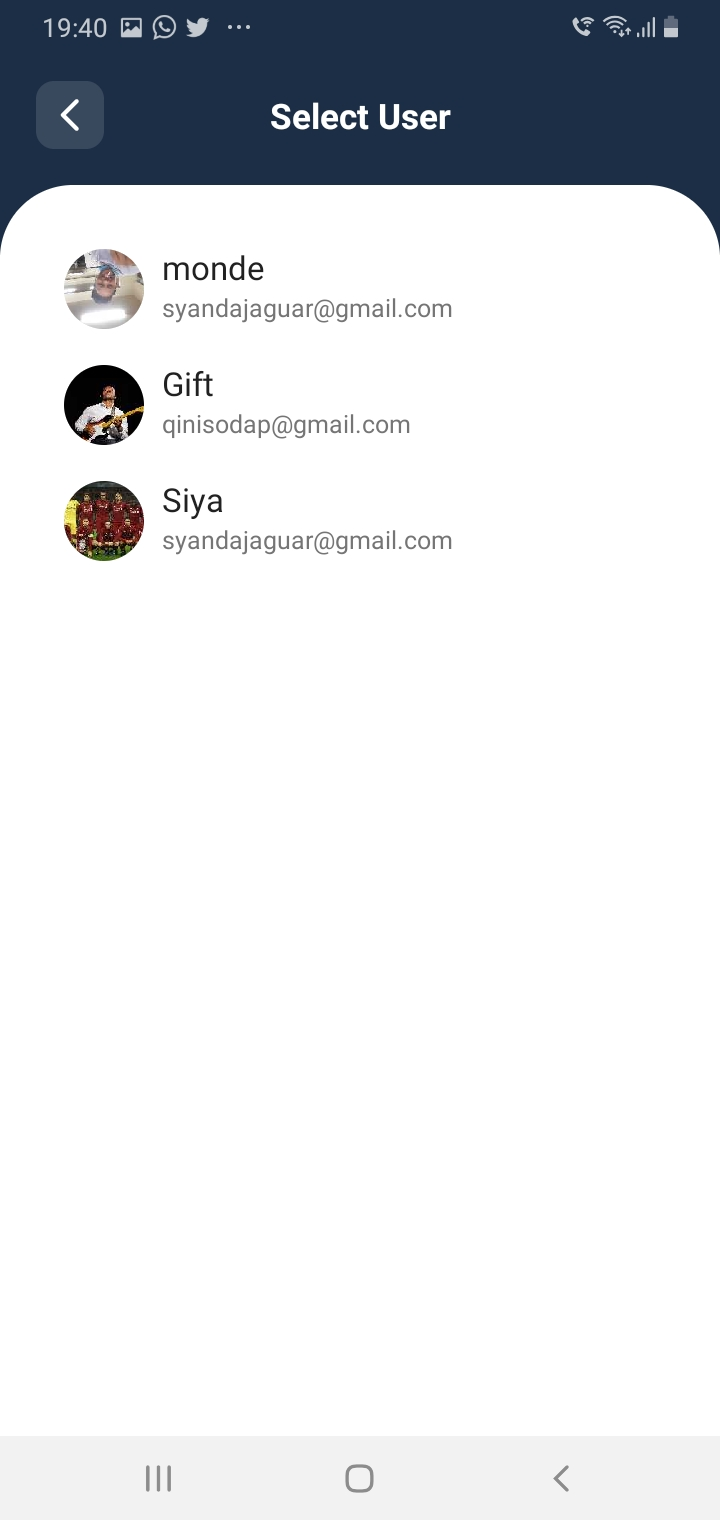 19:40
Select User
monde
syandajaguar@gmail.com
Gift
qinisodap@gmail.com
Siya
syandajaguar@gmail.com